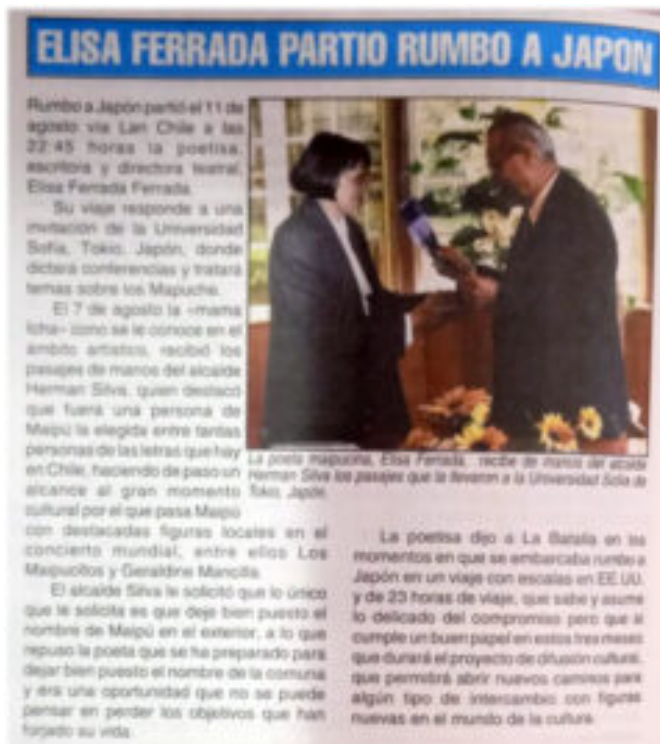 ELISA FERRADA PARTIO RUMBO A JAPON
Rumbo a Japón partió el 11 de
agosto vía Lan Chile a las
22:45 horas la poetisa,
escritora y directora teatral,
Elisa Ferrada Ferrada.
Su viaje responde a una
invitación de la Universidad
Sofía, Tokio, Japón, donde
dictará conferencias y tratará
temas sobre los Mapuche.
El 7 de agosto la «mama
Icha» como se le conoce en el
ámbito artístico, recibió los
pasajes de manos del alcalde
Herman Silva, quien destacó
que fuera una persona de
Maipú la elegida entre tantas
personas de las letras que hay
en Chile, haciendo de paso un
alcance al gran momento
cultural por el que pasa Maipú
con destacadas figuras locales en el
concierto mundial, entre ellos Los
Maipucitos y Geraldine Mancilla.
El alcalde Silva le solicitó que lo único
que le solicita es que deje bien puesto el
nombre de Maipú en el exterior, a lo que
repuso la poeta que se ha preparado para
dejar bien puesto el nombre de la comuna
y era una oportunidad que no se puede
pensar en perder los objetivos que han
forjado su vida.
La poeta maipucina, Elisa Ferrada, recibe de manos del alcalde
Herman Silva los pasajes que la llevaron a la Universidad Sofía de
Tokio, Japón.
La poetisa dijo a La Batalla en los
momentos en que se embarcaba rumbo a
Japón en un viaje con escalas en EE.UU.
y de 23 horas de viaje, que sabe y asume
lo delicado del compromiso pero que si
cumple un buen papel en estos tres meses
que durará el proyecto de difusión cultural,
que permitirá abrir nuevos caminos para
algún tipo de intercambio con figuras
nuevas en el mundo de la cultura.